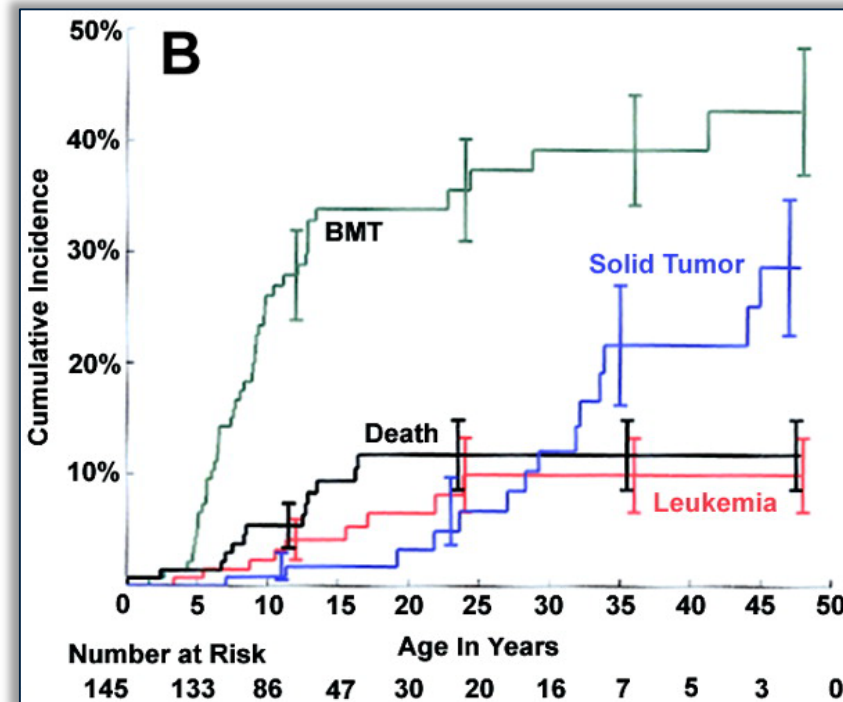 50%
B
40%
30%
20%
10%
Cumulative Incidence
BMT
Solid Tumor
Death
Leukemia
0 5 10 15 20 25 30 35 40 45 50
Age In Years
Number at Risk
145 133 86 47 30 20 16 7 5 3 0